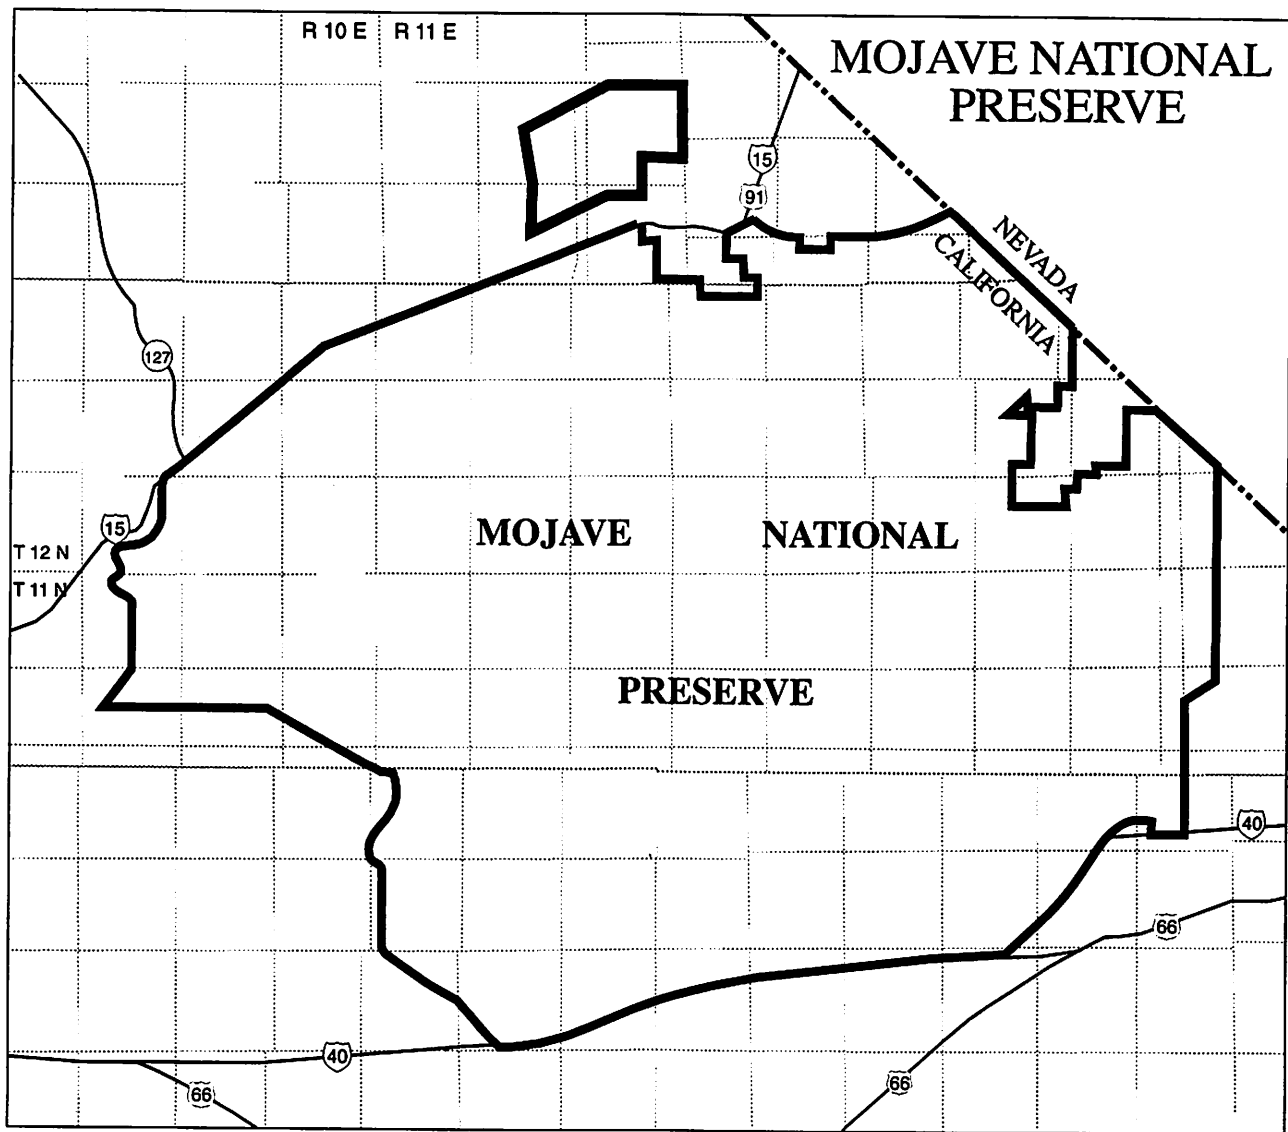 R 10 E R 11 E
MOJAVE NATIONAL
PRESERVE
15
91
NEVADA
CALIFORNIA
127
15
T 12 N
T 11 N
MOJAVE NATIONAL
PRESERVE
40
66
40
66
66